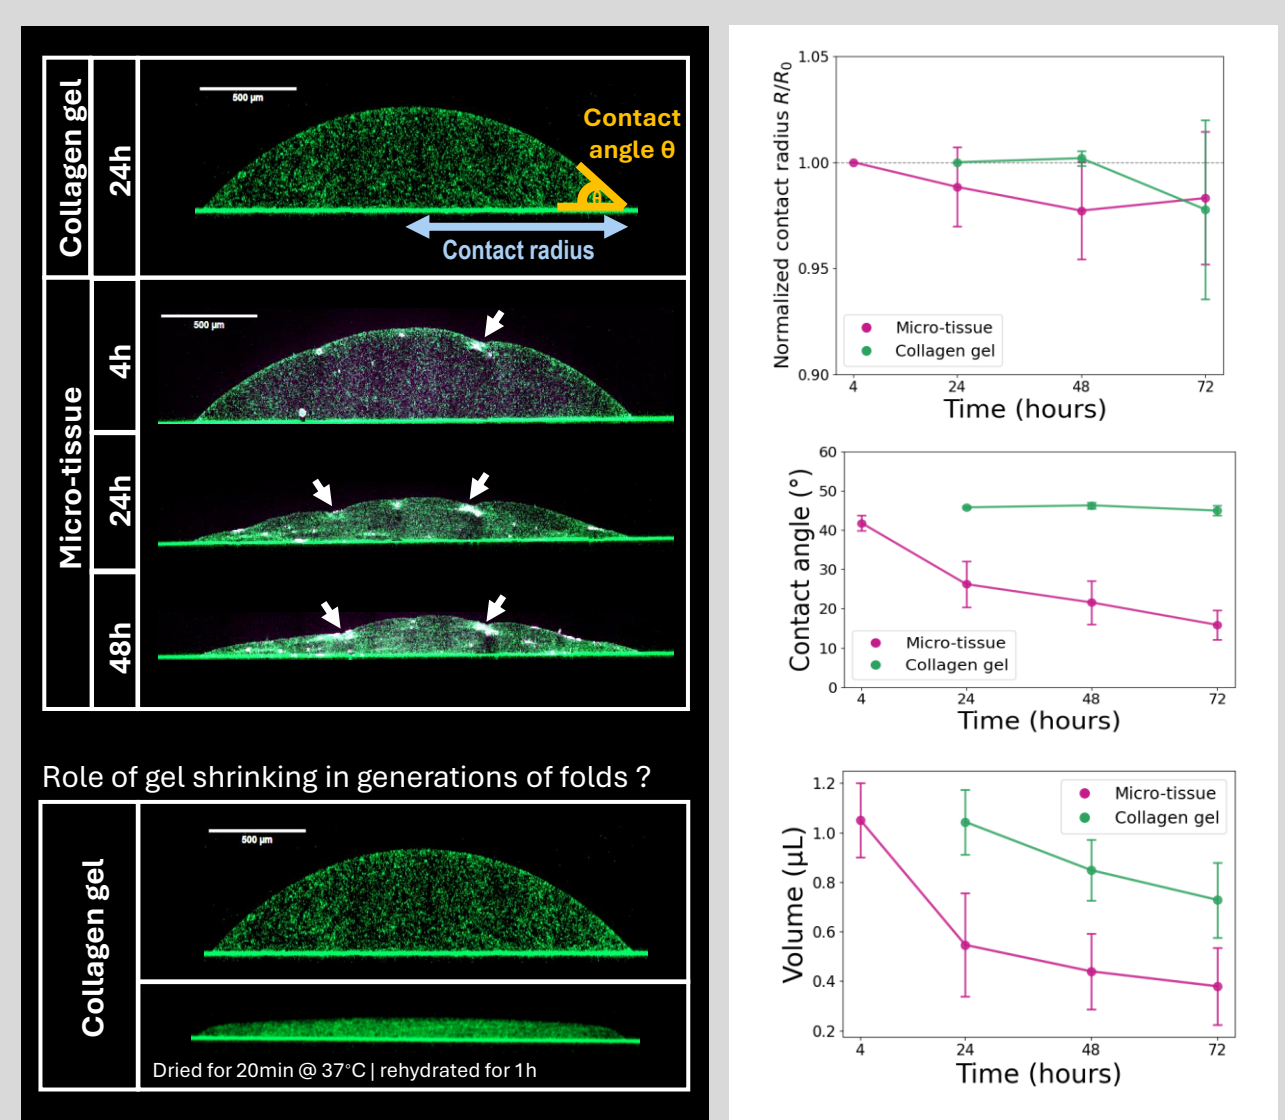 Collagen gel
24h
500 µm
Contact
angle θ
θ
Contact radius
Micro-tissue
4h
500 µm
24h
48h
Role of gel shrinking in generations of folds ?
Collagen gel
500 µm
Dried for 20min @ 37°C | rehydrated for 1h
Normalized contact radius R/R₀
1.05
1.00
0.95
0.90
Micro-tissue
Collagen gel
4 24 48 72
Time (hours)
Contact angle (°)
60
50
40
30
20
10
0
Micro-tissue
Collagen gel
4 24 48 72
Time (hours)
Volume (µL)
1.2
1.0
0.8
0.6
0.4
0.2
Micro-tissue
Collagen gel
4 24 48 72
Time (hours)